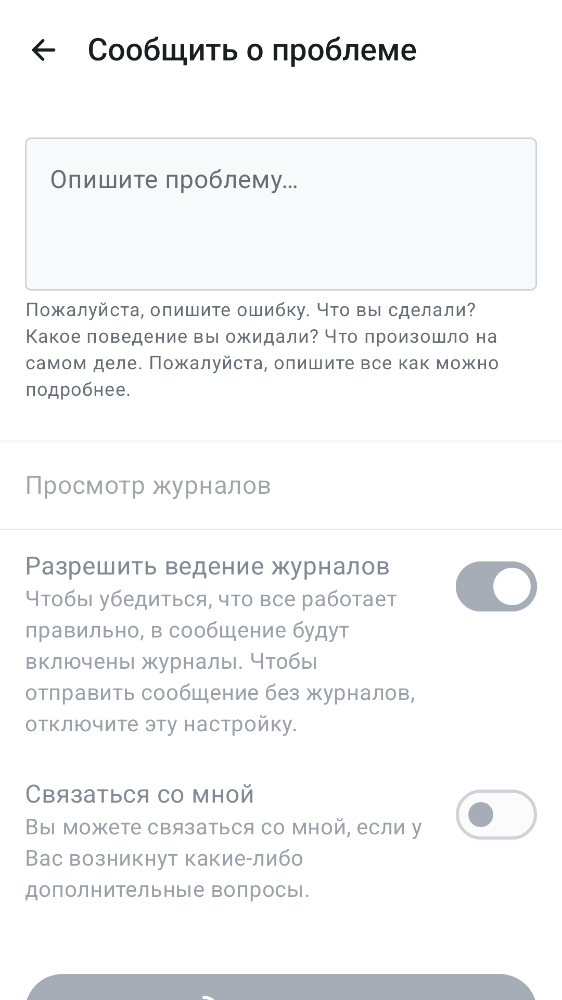 Сообщить о проблеме
Опишите проблему…
Пожалуйста, опишите ошибку. Что вы сделали?
Какое поведение вы ожидали? Что произошло на
самом деле. Пожалуйста, опишите все как можно
подробнее.
Просмотр журналов
Разрешить ведение журналов
Чтобы убедиться, что все работает
правильно, в сообщение будут
включены журналы. Чтобы
отправить сообщение без журналов,
отключите эту настройку.
Связаться со мной
Вы можете связаться со мной, если у
Вас возникнут какие-либо
дополнительные вопросы.